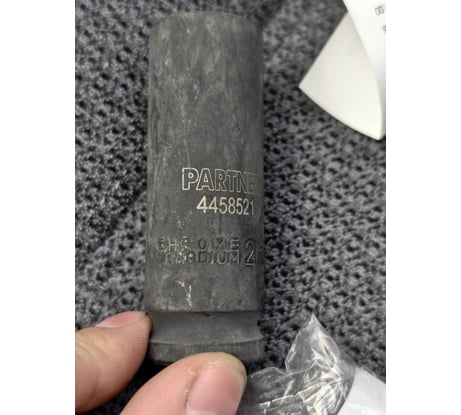 PARTNE
4458521
CHROME
VANADIUM 2